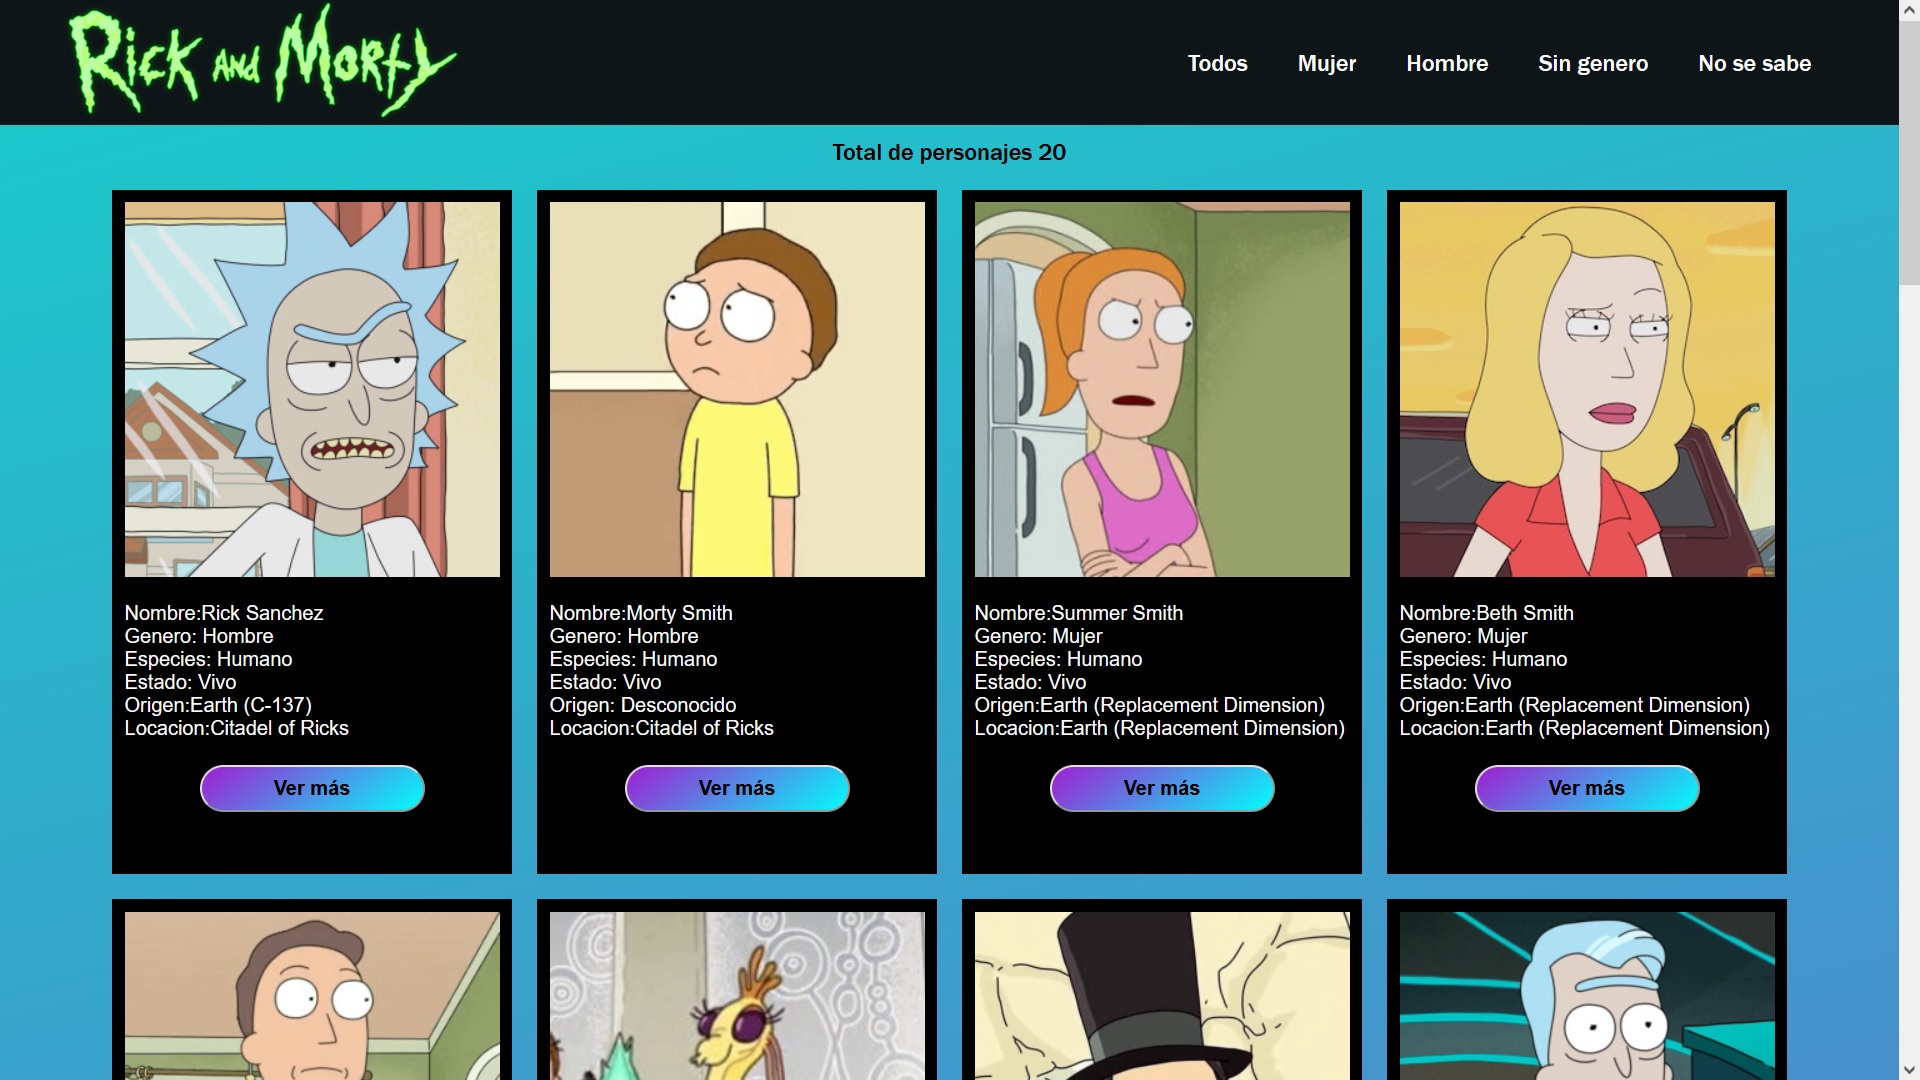 Rick and Morty
Todos
Mujer
Hombre
Sin genero
No se sabe
Total de personajes 20
Nombre:Rick Sanchez
Genero: Hombre
Especies: Humano
Estado: Vivo
Origen:Earth (C-137)
Locacion:Citadel of Ricks
Ver más
Nombre:Morty Smith
Genero: Hombre
Especies: Humano
Estado: Vivo
Origen: Desconocido
Locacion:Citadel of Ricks
Ver más
Nombre:Summer Smith
Genero: Mujer
Especies: Humano
Estado: Vivo
Origen:Earth (Replacement Dimension)
Locacion:Earth (Replacement Dimension)
Ver más
Nombre:Beth Smith
Genero: Mujer
Especies: Humano
Estado: Vivo
Origen:Earth (Replacement Dimension)
Locacion:Earth (Replacement Dimension)
Ver más